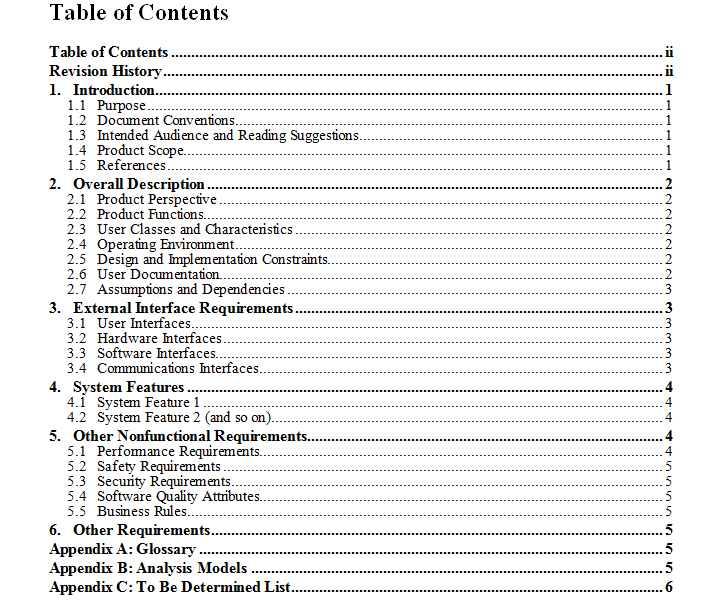 Table of Contents
Table of Contents ........ ii
Revision History ........ ii
1. Introduction ........ 1
1.1 Purpose ........ 1
1.2 Document Conventions ........ 1
1.3 Intended Audience and Reading Suggestions ........ 1
1.4 Product Scope ........ 1
1.5 References ........ 1
2. Overall Description ........ 2
2.1 Product Perspective ........ 2
2.2 Product Functions ........ 2
2.3 User Classes and Characteristics ........ 2
2.4 Operating Environment ........ 2
2.5 Design and Implementation Constraints ........ 2
2.6 User Documentation ........ 2
2.7 Assumptions and Dependencies ........ 3
3. External Interface Requirements ........ 3
3.1 User Interfaces ........ 3
3.2 Hardware Interfaces ........ 3
3.3 Software Interfaces ........ 3
3.4 Communications Interfaces ........ 3
4. System Features ........ 4
4.1 System Feature 1 ........ 4
4.2 System Feature 2 (and so on) ........ 4
5. Other Nonfunctional Requirements ........ 4
5.1 Performance Requirements ........ 4
5.2 Safety Requirements ........ 5
5.3 Security Requirements ........ 5
5.4 Software Quality Attributes ........ 5
5.5 Business Rules ........ 5
6. Other Requirements ........ 5
Appendix A: Glossary ........ 5
Appendix B: Analysis Models ........ 5
Appendix C: To Be Determined List ........ 6